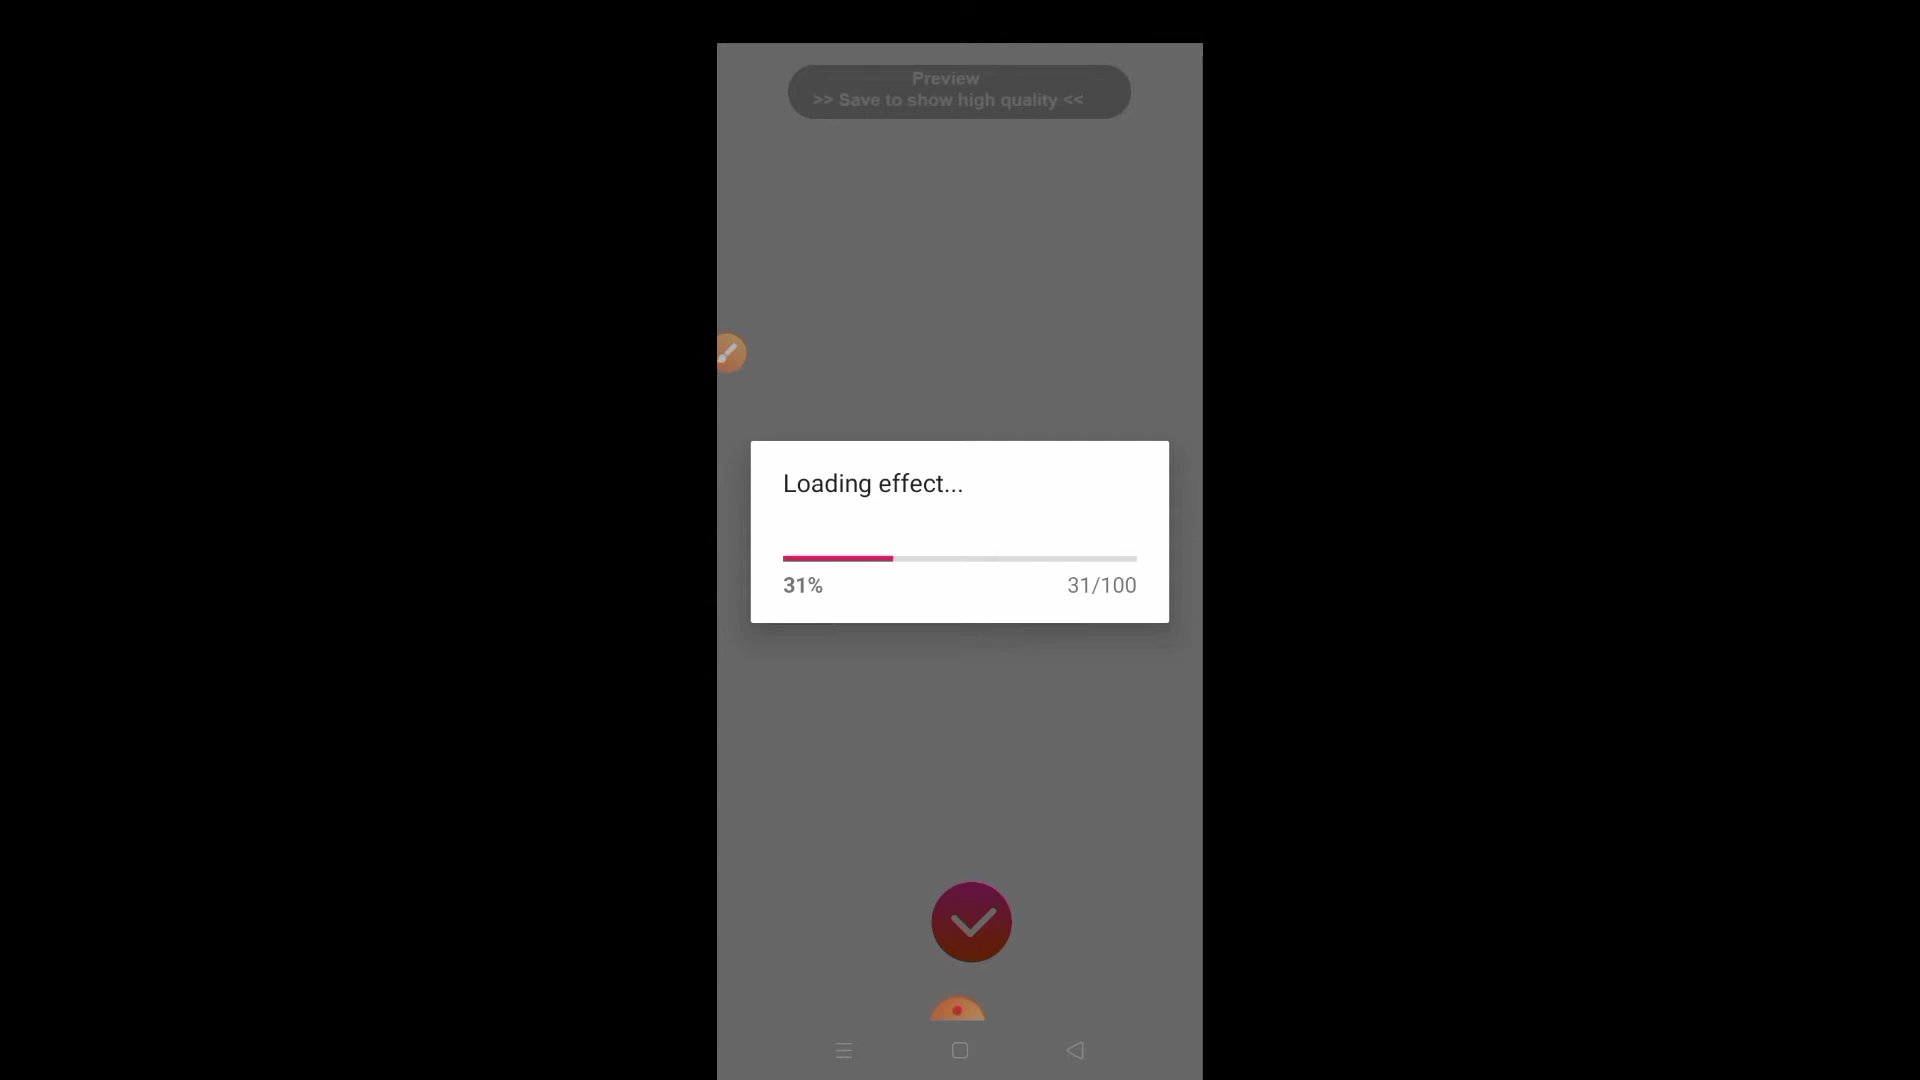 Preview
>> Save to show high quality <<
Loading effect...
31% 31/100